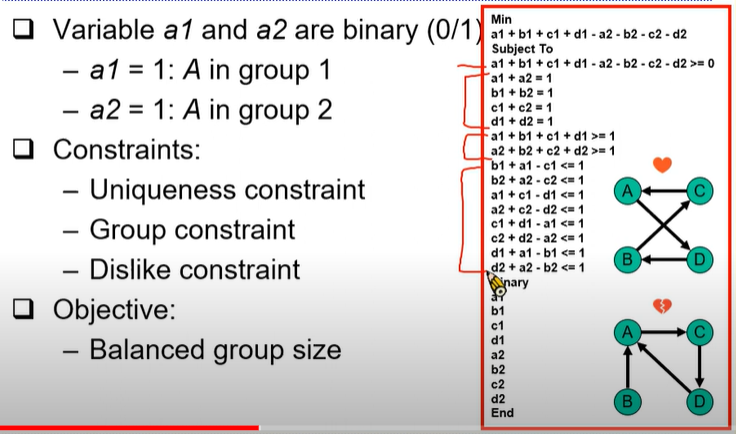 Variable a1 and a2 are binary (0/1)
– a1 = 1: A in group 1
– a2 = 1: A in group 2
Constraints:
– Uniqueness constraint
– Group constraint
– Dislike constraint
Objective:
– Balanced group size
Min
a1 + b1 + c1 + d1 - a2 - b2 - c2 - d2
Subject To
a1 + b1 + c1 + d1 - a2 - b2 - c2 - d2 >= 0
a1 + a2 = 1
b1 + b2 = 1
c1 + c2 = 1
d1 + d2 = 1
a1 + b1 + c1 + d1 >= 1
a2 + b2 + c2 + d2 >= 1
b1 + a1 - c1 <= 1
b2 + a2 - c2 <= 1
a1 + c1 - d1 <= 1
a2 + c2 - d2 <= 1
c1 + d1 - a1 <= 1
c2 + d2 - a2 <= 1
d1 + a1 - b1 <= 1
d2 + a2 - b2 <= 1
nary
b1
c1
d1
a2
b2
c2
d2
End
A C
B D
A C
B D